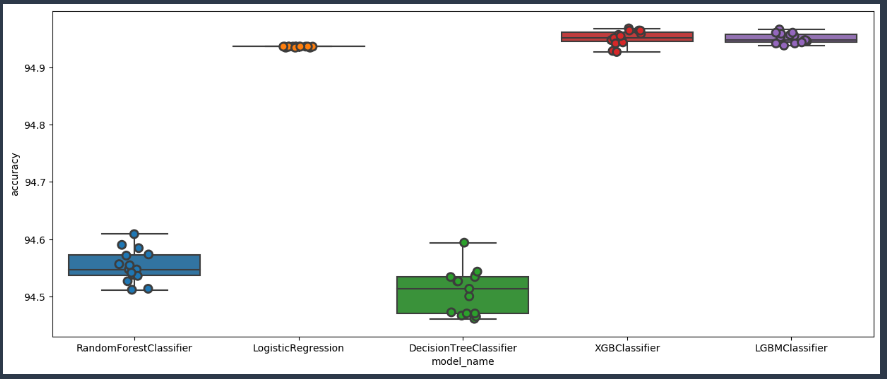 94.9
94.8
94.7
94.6
94.5
accuracy
RandomForestClassifier
LogisticRegression
DecisionTreeClassifier
XGBClassifier
LGBMClassifier
model_name